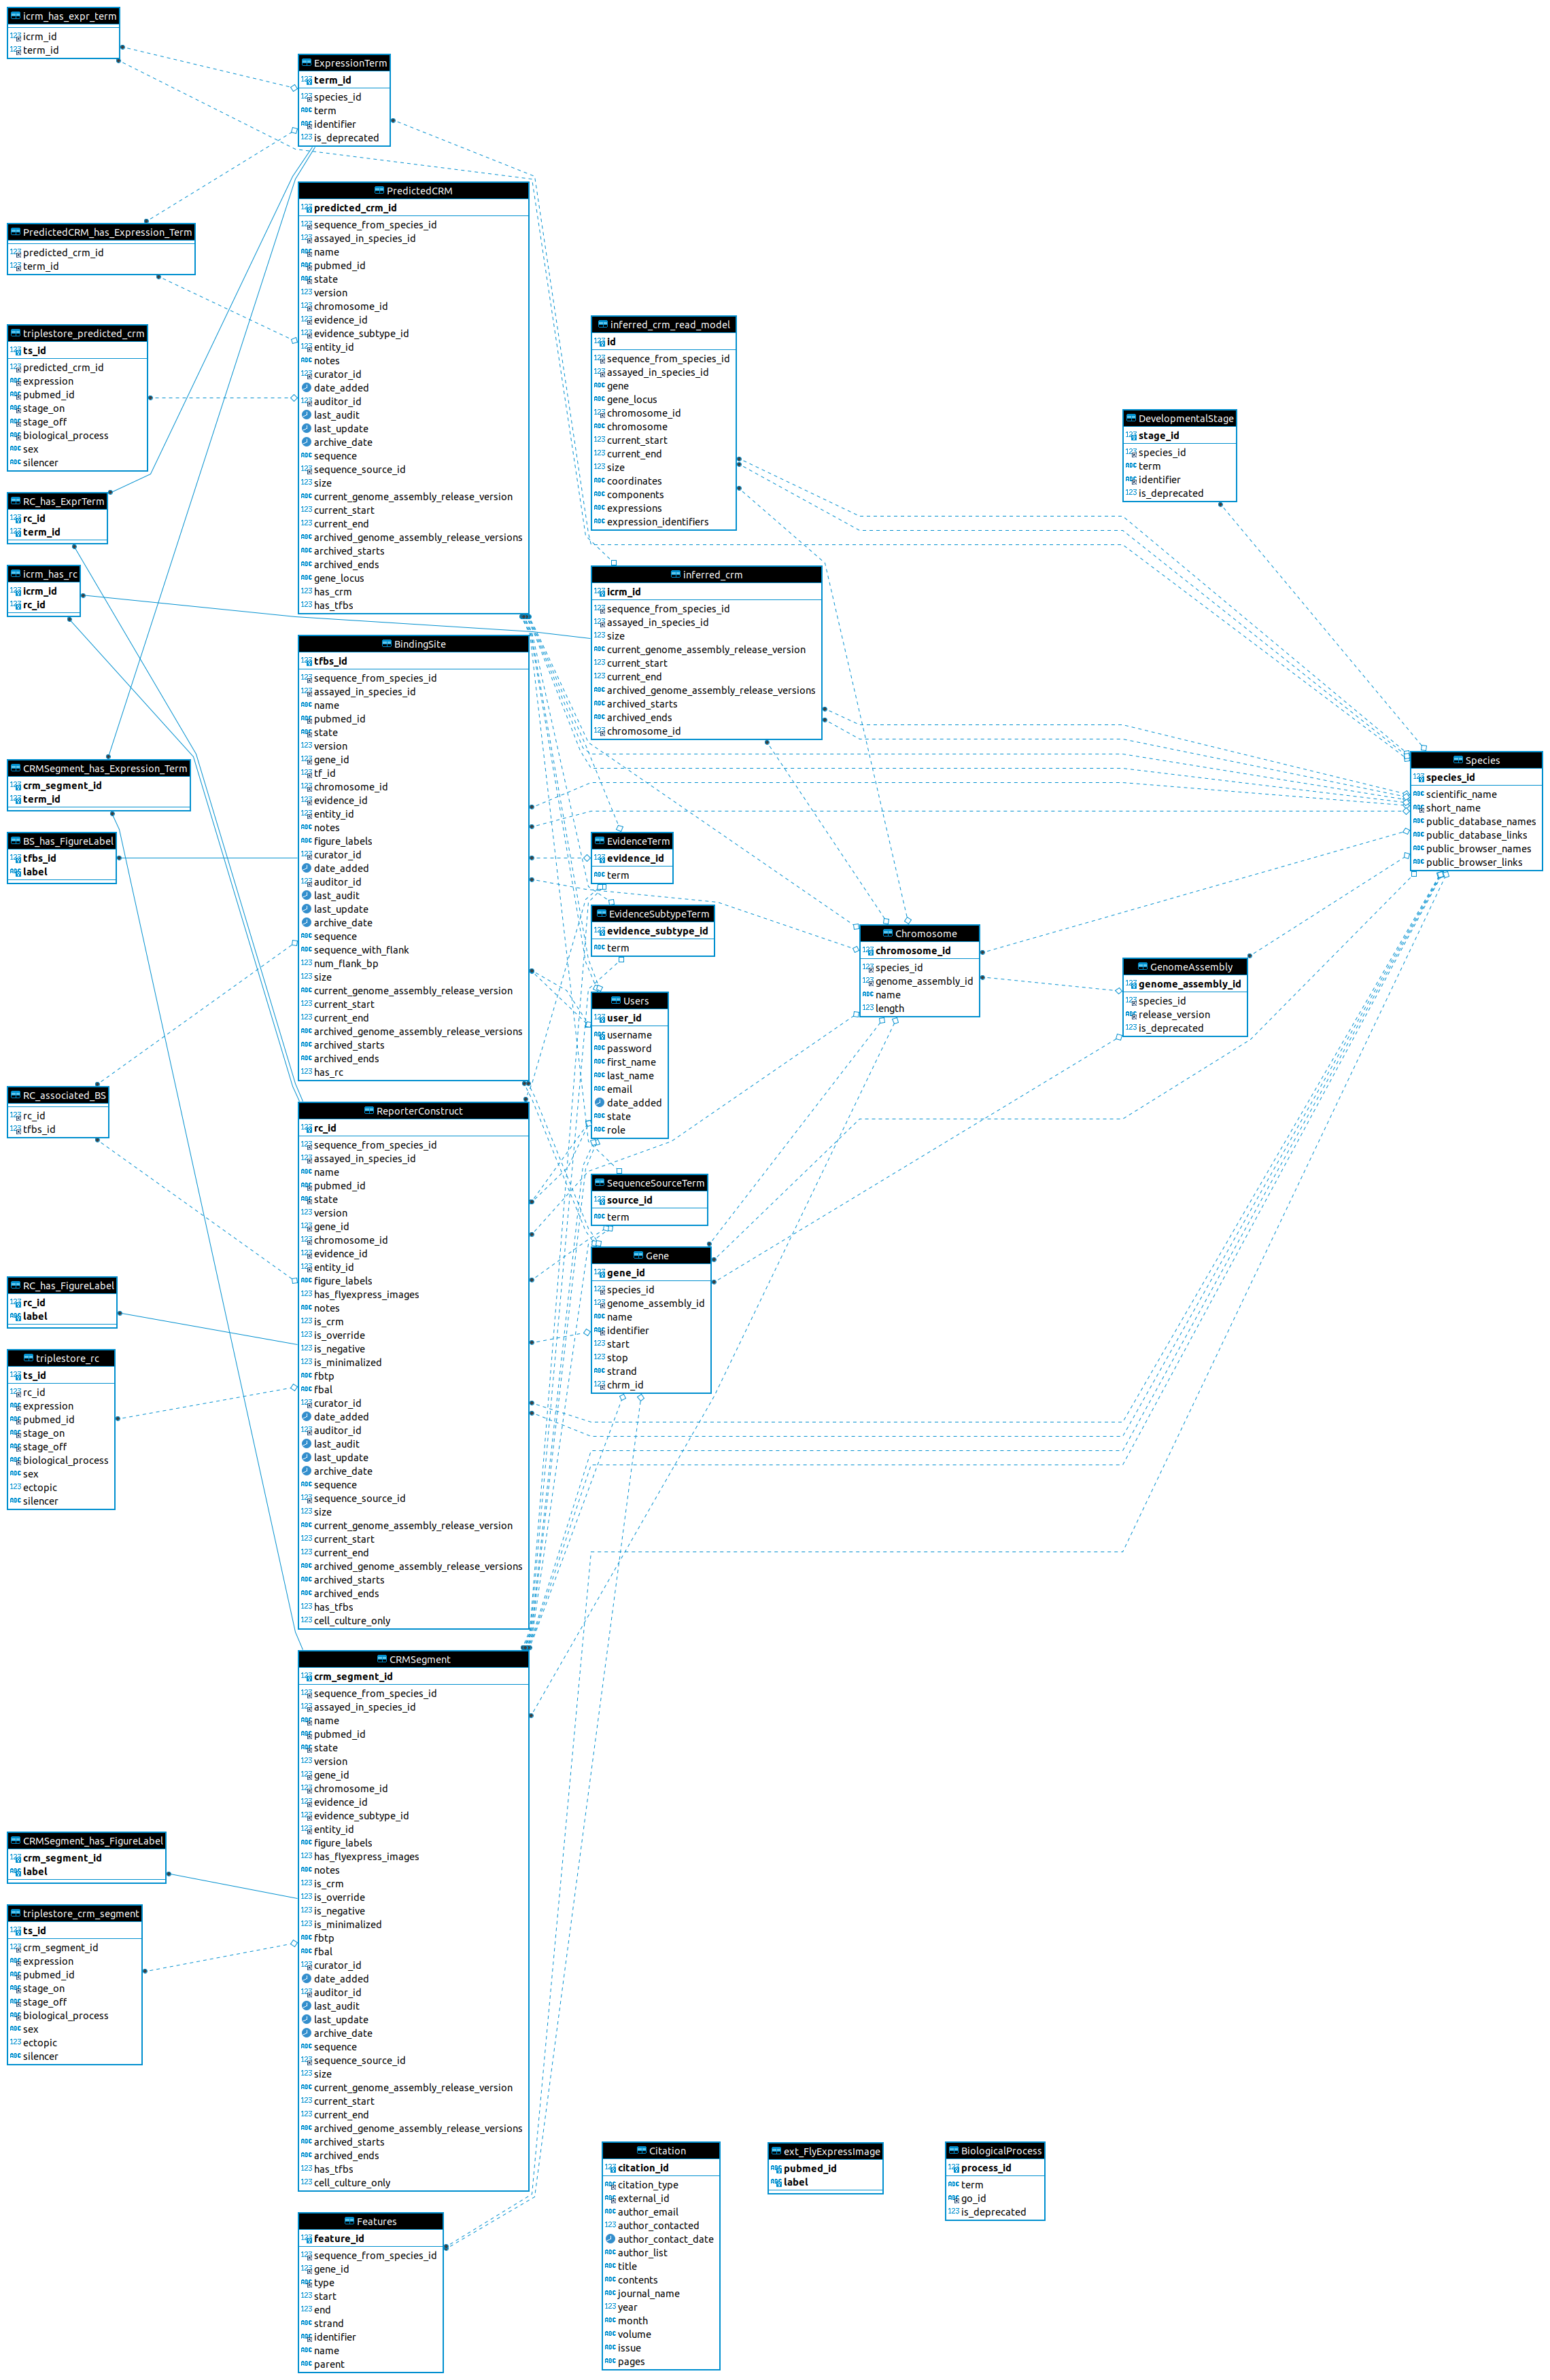 icrm_has_expr_term
icrm_id
term_id
ExpressionTerm
term_id
species_id
term
identifier
is_deprecated
PredictedCRM
predicted_crm_id
sequence_from_species_id
assayed_in_species_id
name
pubmed_id
state
version
chromosome_id
evidence_id
evidence_subtype_id
entity_id
notes
curator_id
date_added
auditor_id
last_audit
last_update
archive_date
sequence
sequence_source_id
size
current_genome_assembly_release_version
current_start
current_end
archived_genome_assembly_release_versions
archived_starts
archived_ends
gene_locus
has_crm
has_tfbs
PredictedCRM_has_Expression_Term
predicted_crm_id
term_id
triplestore_predicted_crm
ts_id
predicted_crm_id
expression
pubmed_id
stage_on
stage_off
biological_process
sex
silencer
RC_has_ExprTerm
rc_id
term_id
icrm_has_rc
icrm_id
rc_id
inferred_crm_read_model
id
sequence_from_species_id
assayed_in_species_id
gene
gene_locus
chromosome_id
chromosome
current_start
current_end
size
coordinates
components
expressions
expression_identifiers
DevelopmentalStage
stage_id
species_id
term
identifier
is_deprecated
inferred_crm
icrm_id
sequence_from_species_id
assayed_in_species_id
size
current_genome_assembly_release_version
current_start
current_end
archived_genome_assembly_release_versions
archived_starts
archived_ends
chromosome_id
BindingSite
tfbs_id
sequence_from_species_id
assayed_in_species_id
name
pubmed_id
state
version
gene_id
tf_id
chromosome_id
evidence_id
entity_id
notes
figure_labels
curator_id
date_added
auditor_id
last_audit
last_update
archive_date
sequence
sequence_with_flank
num_flank_bp
size
current_genome_assembly_release_version
current_start
current_end
archived_genome_assembly_release_versions
archived_starts
archived_ends
has_rc
Species
species_id
scientific_name
short_name
public_database_names
public_database_links
public_browser_names
public_browser_links
CRMSegment_has_Expression_Term
crm_segment_id
term_id
BS_has_FigureLabel
tfbs_id
label
EvidenceTerm
evidence_id
term
EvidenceSubtypeTerm
evidence_subtype_id
term
Chromosome
chromosome_id
species_id
genome_assembly_id
name
length
GenomeAssembly
genome_assembly_id
species_id
release_version
is_deprecated
Users
user_id
username
password
first_name
last_name
email
date_added
state
role
RC_associated_BS
rc_id
tfbs_id
ReporterConstruct
rc_id
sequence_from_species_id
assayed_in_species_id
name
pubmed_id
state
version
gene_id
chromosome_id
evidence_id
entity_id
figure_labels
has_flyexpress_images
notes
is_crm
is_override
is_negative
is_minimalized
fbtp
fbal
curator_id
date_added
auditor_id
last_audit
last_update
archive_date
sequence
sequence_source_id
size
current_genome_assembly_release_version
current_start
current_end
archived_genome_assembly_release_versions
archived_starts
archived_ends
has_tfbs
cell_culture_only
SequenceSourceTerm
source_id
term
Gene
gene_id
species_id
genome_assembly_id
name
identifier
start
stop
strand
chrm_id
RC_has_FigureLabel
rc_id
label
triplestore_rc
ts_id
rc_id
expression
pubmed_id
stage_on
stage_off
biological_process
sex
ectopic
silencer
CRMSegment
crm_segment_id
sequence_from_species_id
assayed_in_species_id
name
pubmed_id
state
version
gene_id
chromosome_id
evidence_id
evidence_subtype_id
entity_id
figure_labels
has_flyexpress_images
notes
is_crm
is_override
is_negative
is_minimalized
fbtp
fbal
curator_id
date_added
auditor_id
last_audit
last_update
archive_date
sequence
sequence_source_id
size
current_genome_assembly_release_version
current_start
current_end
archived_genome_assembly_release_versions
archived_starts
archived_ends
has_tfbs
cell_culture_only
CRMSegment_has_FigureLabel
crm_segment_id
label
triplestore_crm_segment
ts_id
crm_segment_id
expression
pubmed_id
stage_on
stage_off
biological_process
sex
ectopic
silencer
Features
feature_id
sequence_from_species_id
gene_id
type
start
end
strand
identifier
name
parent
Citation
citation_id
citation_type
external_id
author_email
author_contacted
author_contact_date
author_list
title
contents
journal_name
year
month
volume
issue
pages
ext_FlyExpressImage
pubmed_id
label
BiologicalProcess
process_id
term
go_id
is_deprecated